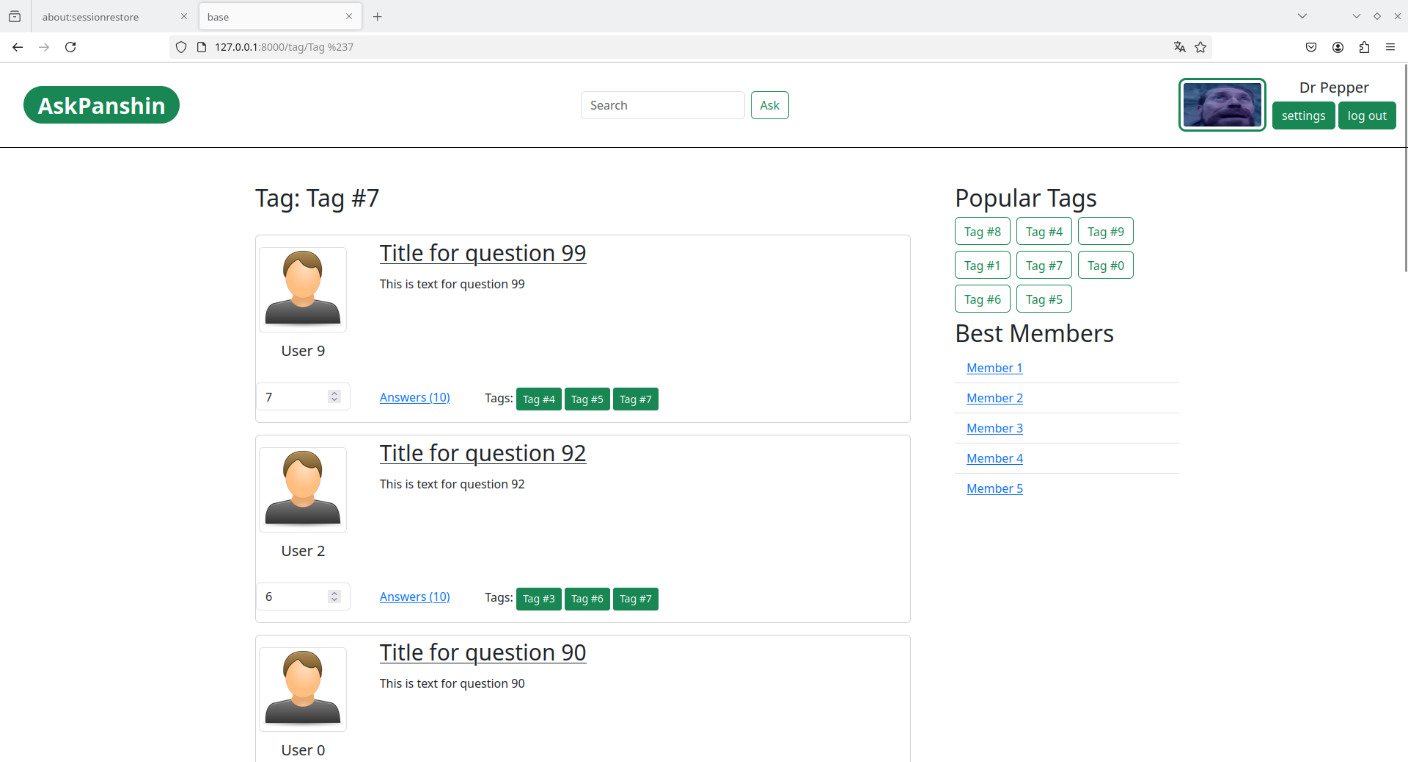 about:sessionrestore
base
127.0.0.1:8000/tag/Tag %237
AskPanshin
Search
Ask
Dr Pepper
settings
log out
Tag: Tag #7
Title for question 99
This is text for question 99
User 9
7
Answers (10)
Tags: Tag #4 Tag #5 Tag #7
Title for question 92
This is text for question 92
User 2
6
Answers (10)
Tags: Tag #3 Tag #6 Tag #7
Title for question 90
This is text for question 90
User 0
Popular Tags
Tag #8 Tag #4 Tag #9
Tag #1 Tag #7 Tag #0
Tag #6 Tag #5
Best Members
Member 1
Member 2
Member 3
Member 4
Member 5